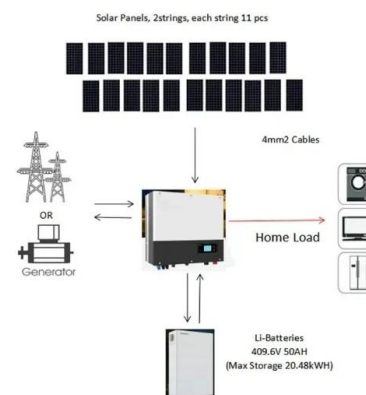 Solar Panels, 2strings, each string 11 pcs
4mm2 Cables
OR
Home Load
Generator
Li-Batteries
409.6V 50AH
(Max Storage 20.48kWH)